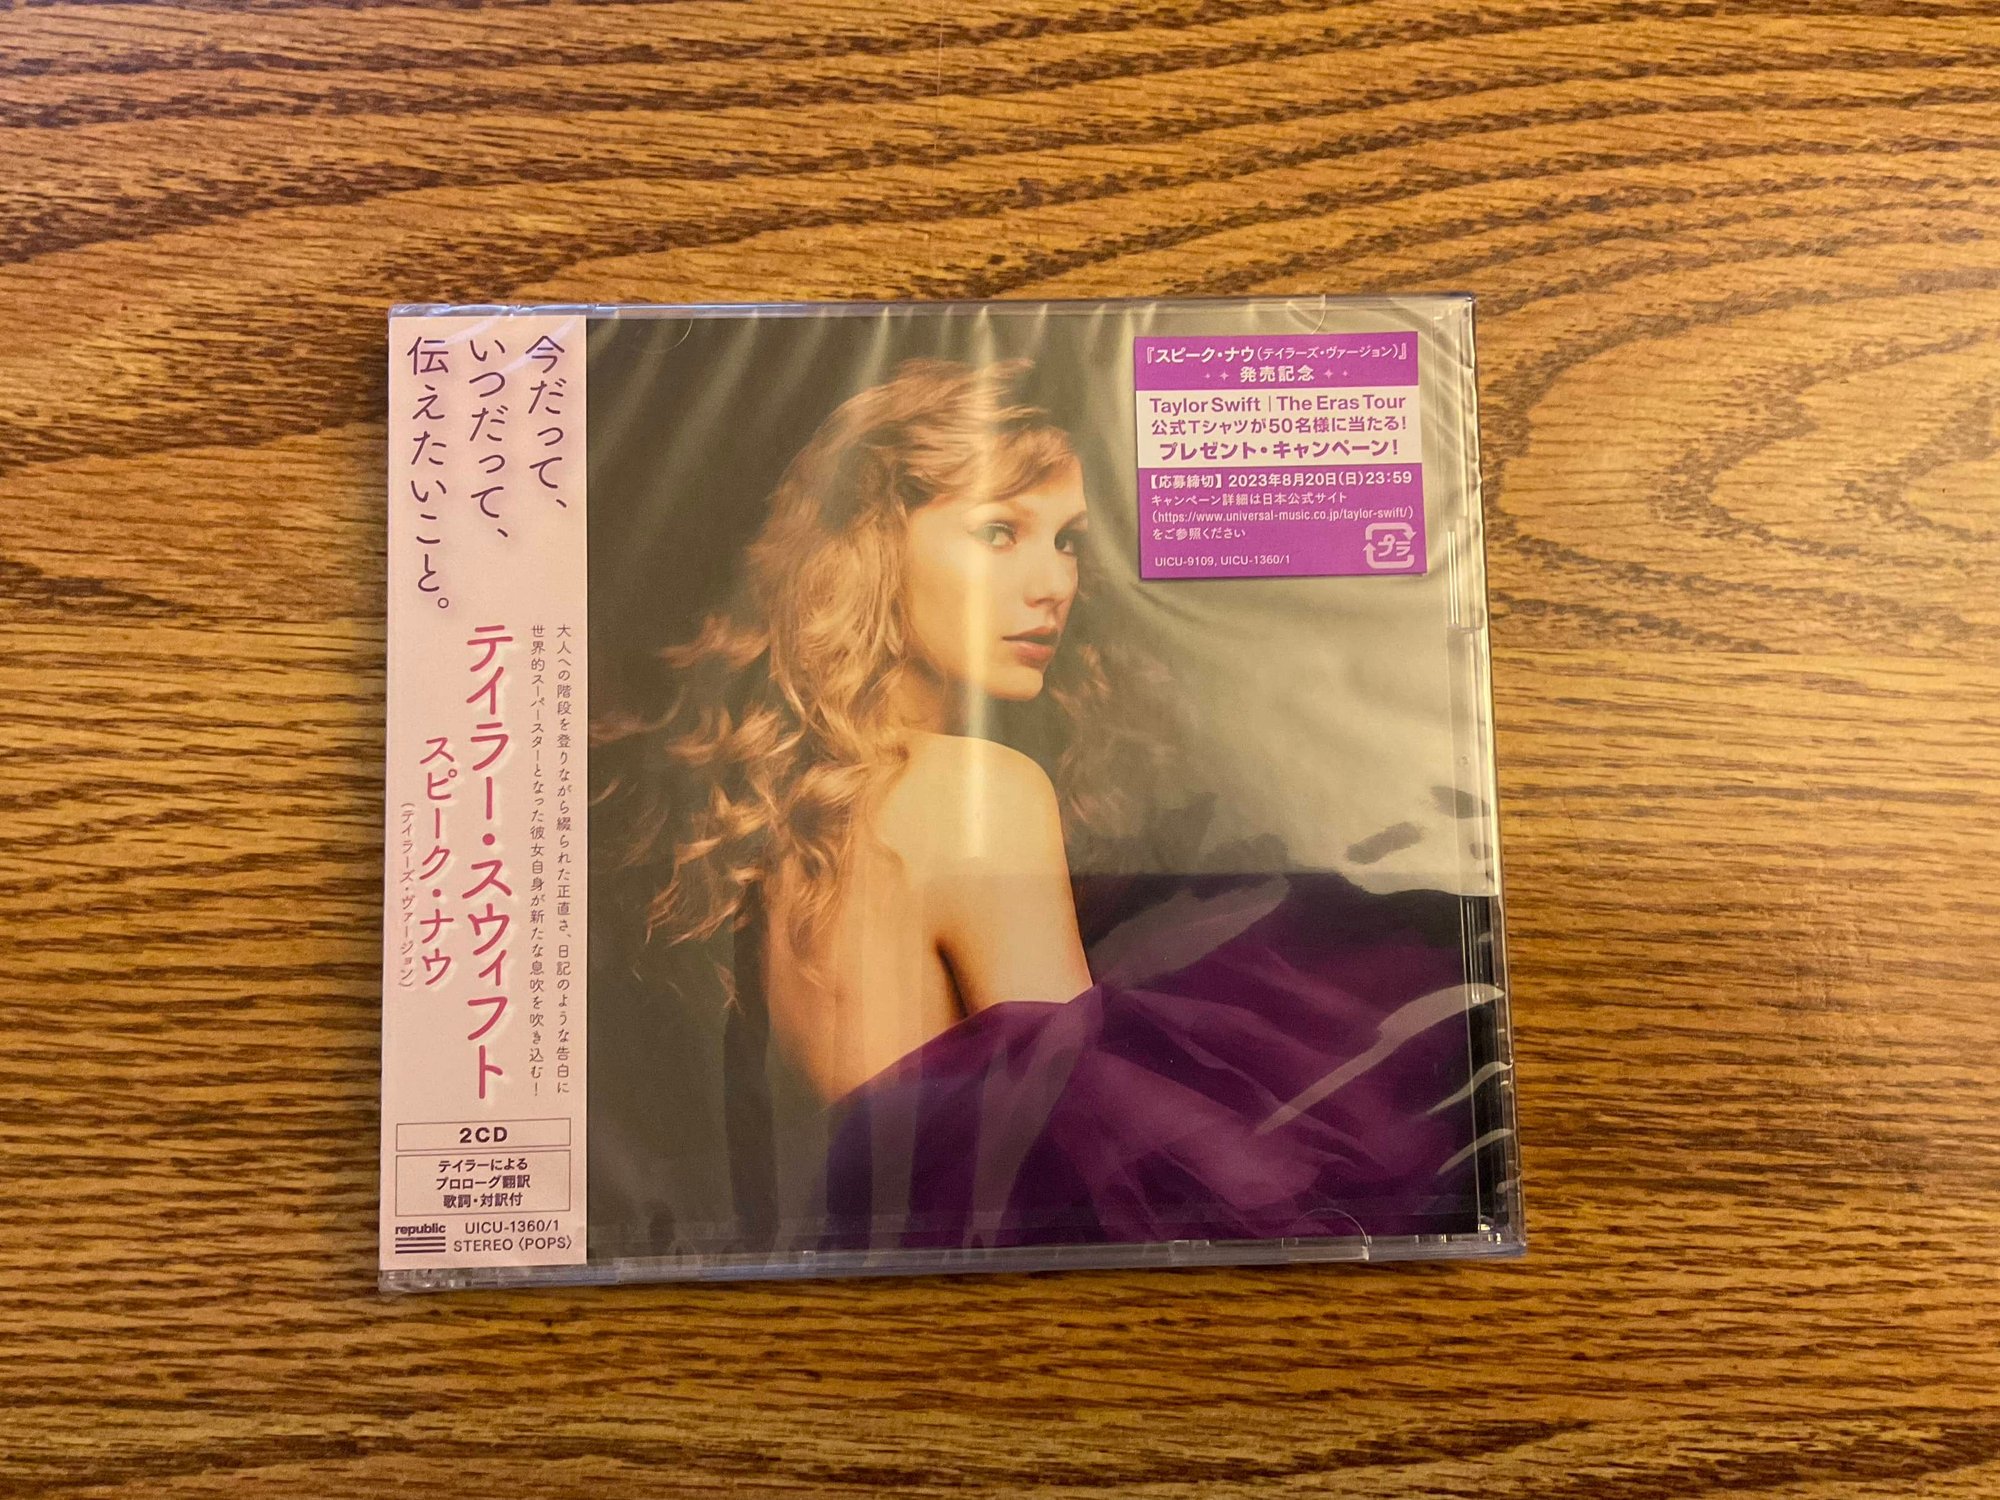 今だって、
いつだって、
伝えたいこと。
大人への階段を登りながら綴られた正直さ、日記のような告白に
世界的スーパースターとなった彼女自身が新たな息吹を吹き込む!
テイラー・スウィフト
スピーク・ナウ
(テイラーズ・ヴァージョン)
2CD
テイラーによる
プロローグ翻訳
歌詞・対訳付
republic
UICU-1360/1
STEREO〈POPS〉
『スピーク・ナウ(テイラーズ・ヴァージョン)』
発売記念
Taylor Swift | The Eras Tour
公式Tシャツが50名様に当たる!
プレゼント・キャンペーン!
【応募締切】2023年8月20日(日)23:59
キャンペーン詳細は日本公式サイト
(https://www.universal-music.co.jp/taylor-swift/)
をご参照ください
プラ
UICU-9109, UICU-1360/1